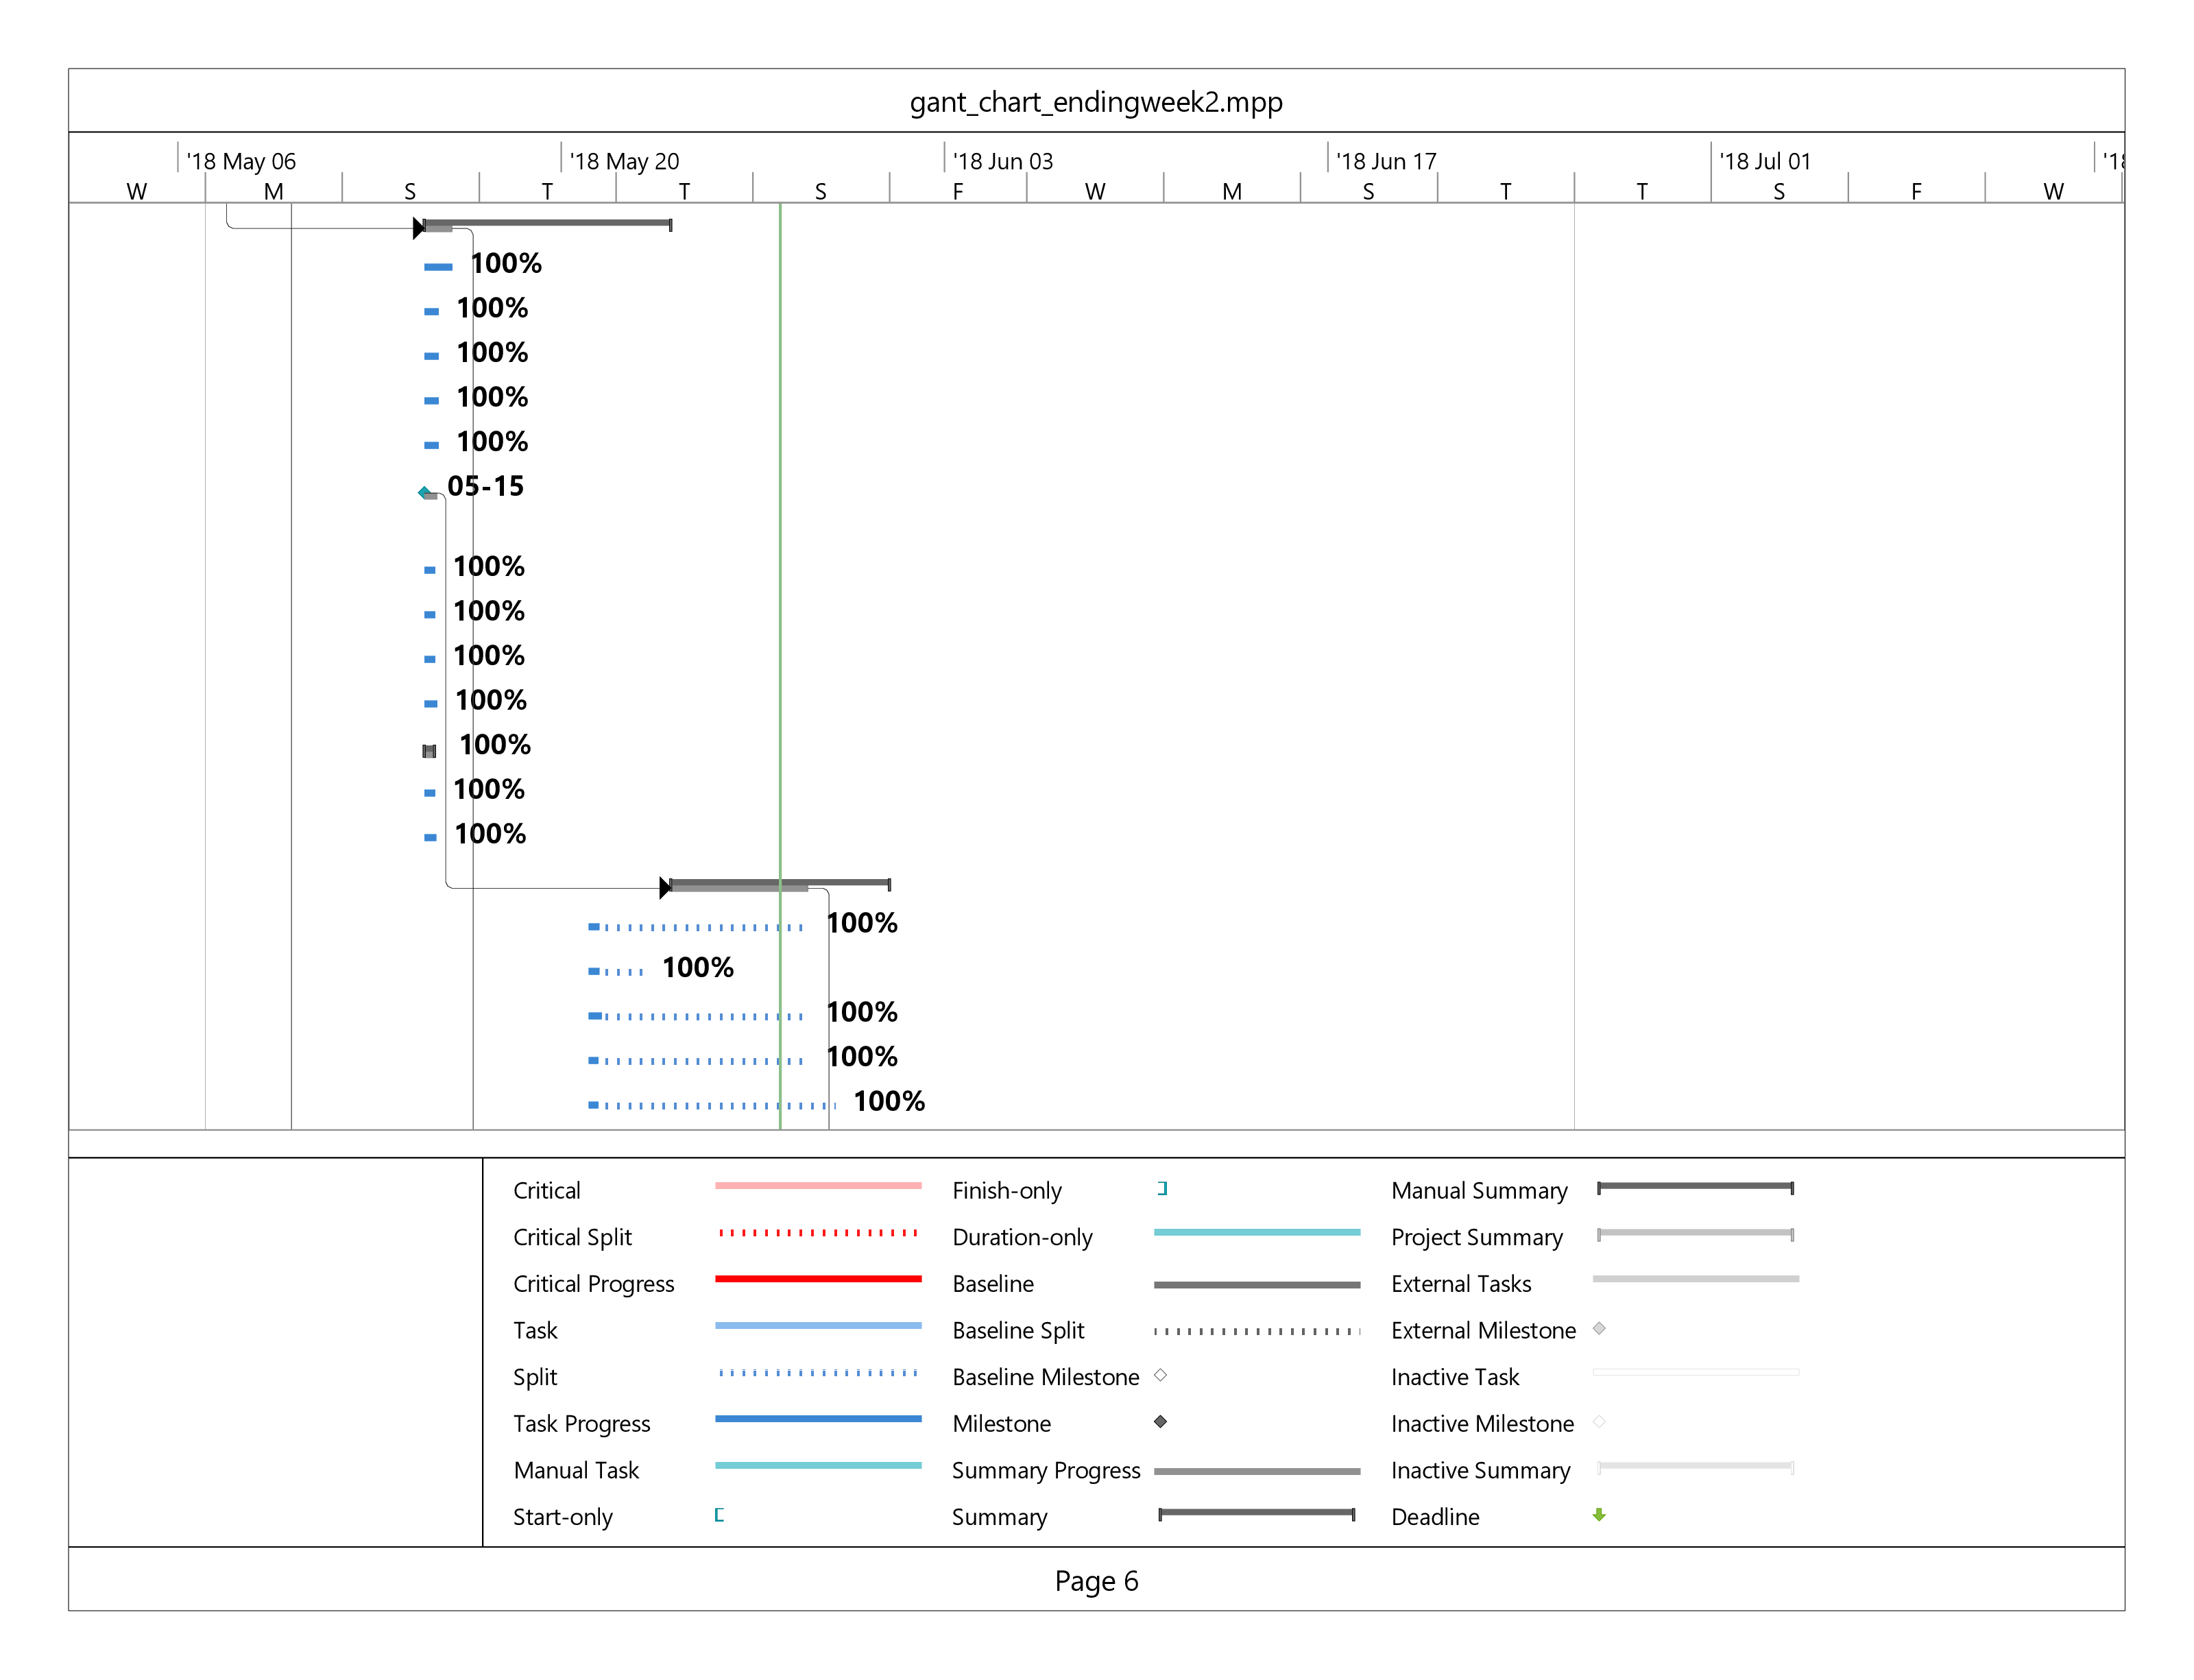 gant_chart_endingweek2.mpp
'18 May 06 '18 May 20 '18 Jun 03 '18 Jun 17 '18 Jul 01
W M S T T S F W M S T T S F W
100%
100%
100%
100%
100%
05-15
100%
100%
100%
100%
100%
100%
100%
100%
100%
100%
100%
100%
Critical Finish-only Manual Summary
Critical Split Duration-only Project Summary
Critical Progress Baseline External Tasks
Task Baseline Split External Milestone
Split Baseline Milestone Inactive Task
Task Progress Milestone Inactive Milestone
Manual Task Summary Progress Inactive Summary
Start-only Summary Deadline
Page 6